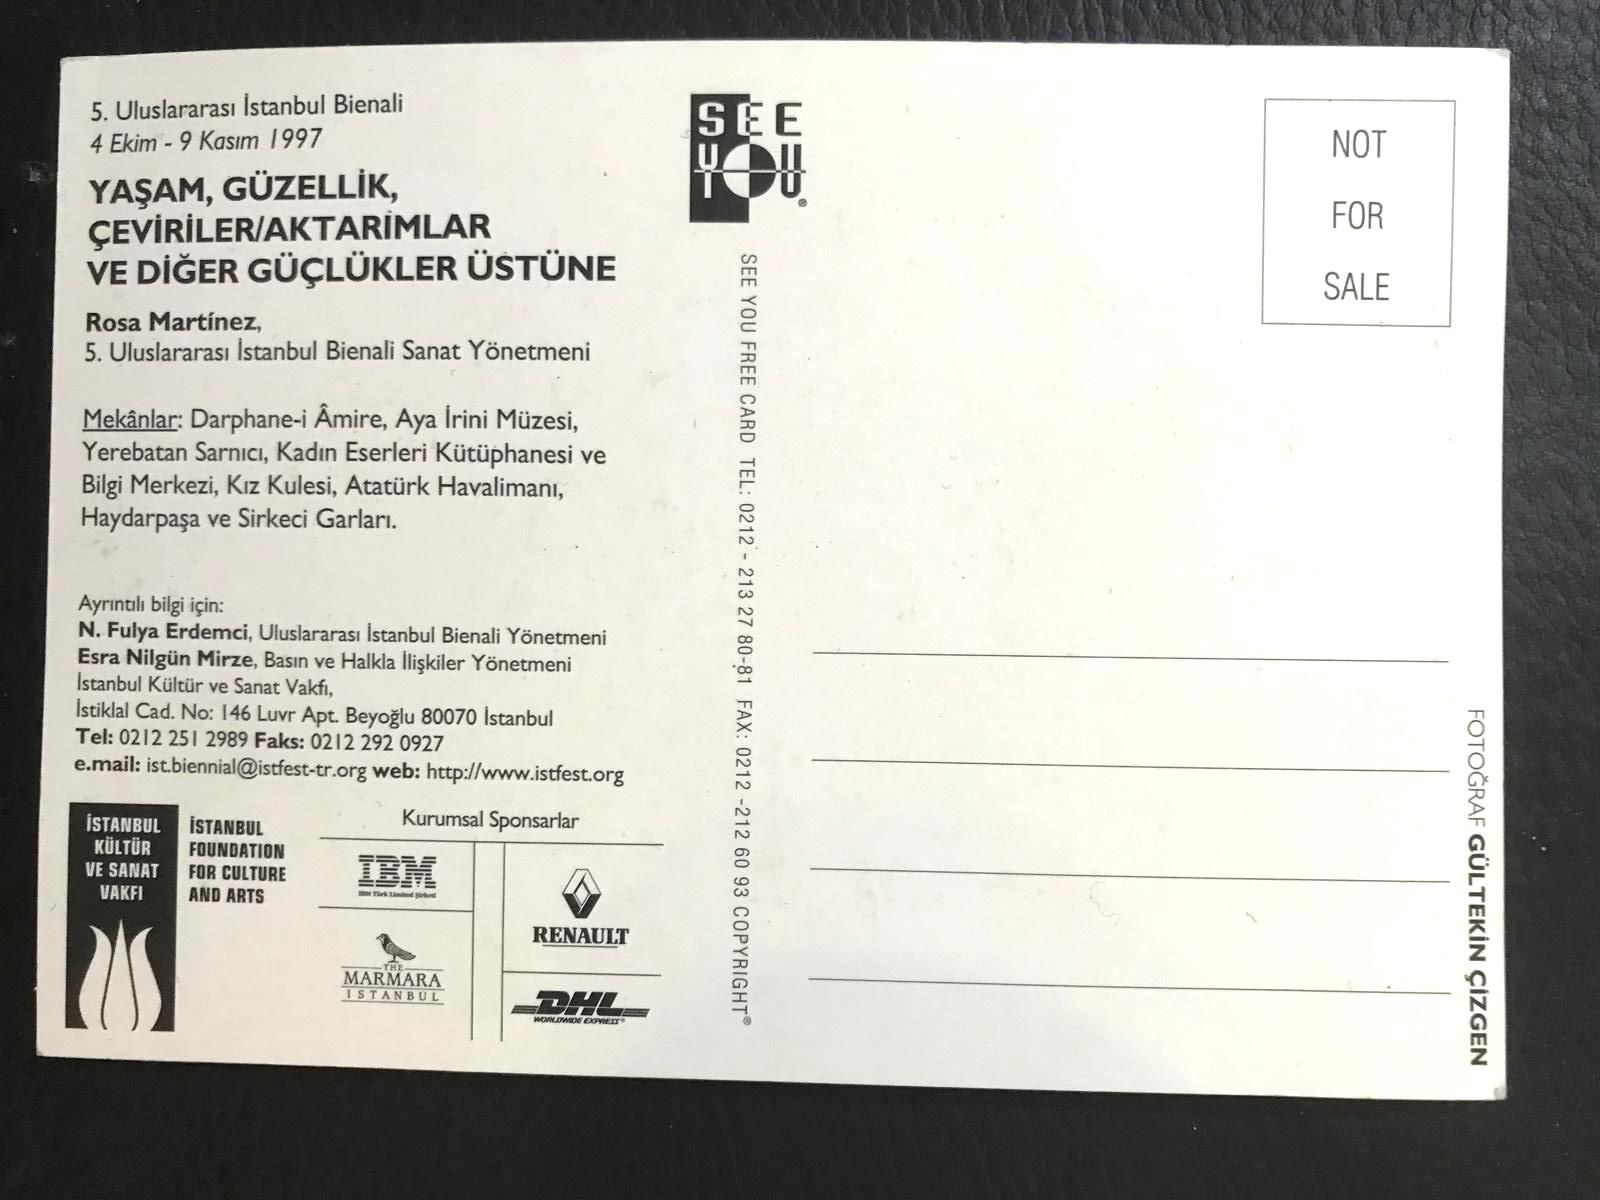 5. Uluslararası İstanbul Bienali
4 Ekim - 9 Kasım 1997
YAŞAM, GÜZELLİK,
ÇEVİRİLER/AKTARIMLAR
VE DİĞER GÜÇLÜKLER ÜSTÜNE
Rosa Martínez,
5. Uluslararası İstanbul Bienali Sanat Yönetmeni
Mekânlar: Darphane-i Âmire, Aya İrini Müzesi,
Yerebatan Sarnıcı, Kadın Eserleri Kütüphanesi ve
Bilgi Merkezi, Kız Kulesi, Atatürk Havalimanı,
Haydarpaşa ve Sirkeci Garları.
Ayrıntılı bilgi için:
N. Fulya Erdemci, Uluslararası İstanbul Bienali Yönetmeni
Esra Nilgün Mirze, Basın ve Halkla İlişkiler Yönetmeni
İstanbul Kültür ve Sanat Vakfı,
İstiklal Cad. No: 146 Luvr Apt. Beyoğlu 80070 İstanbul
Tel: 0212 251 2989 Faks: 0212 292 0927
e.mail: ist.biennial@istfest-tr.org web: http://www.istfest.org
İSTANBUL
KÜLTÜR
VE SANAT
VAKFI
İSTANBUL
FOUNDATION
FOR CULTURE
AND ARTS
Kurumsal Sponsarlar
IBM
IBM Türk Limited Şirketi
RENAULT
THE
MARMARA
ISTANBUL
DHL
WORLDWIDE EXPRESS®
SEE
YOU®
SEE YOU FREE CARD TEL: 0212 - 213 27 80-81 FAX: 0212 -212 60 93 COPYRIGHT®
NOT
FOR
SALE
FOTOĞRAF GÜLTEKİN ÇİZGEN